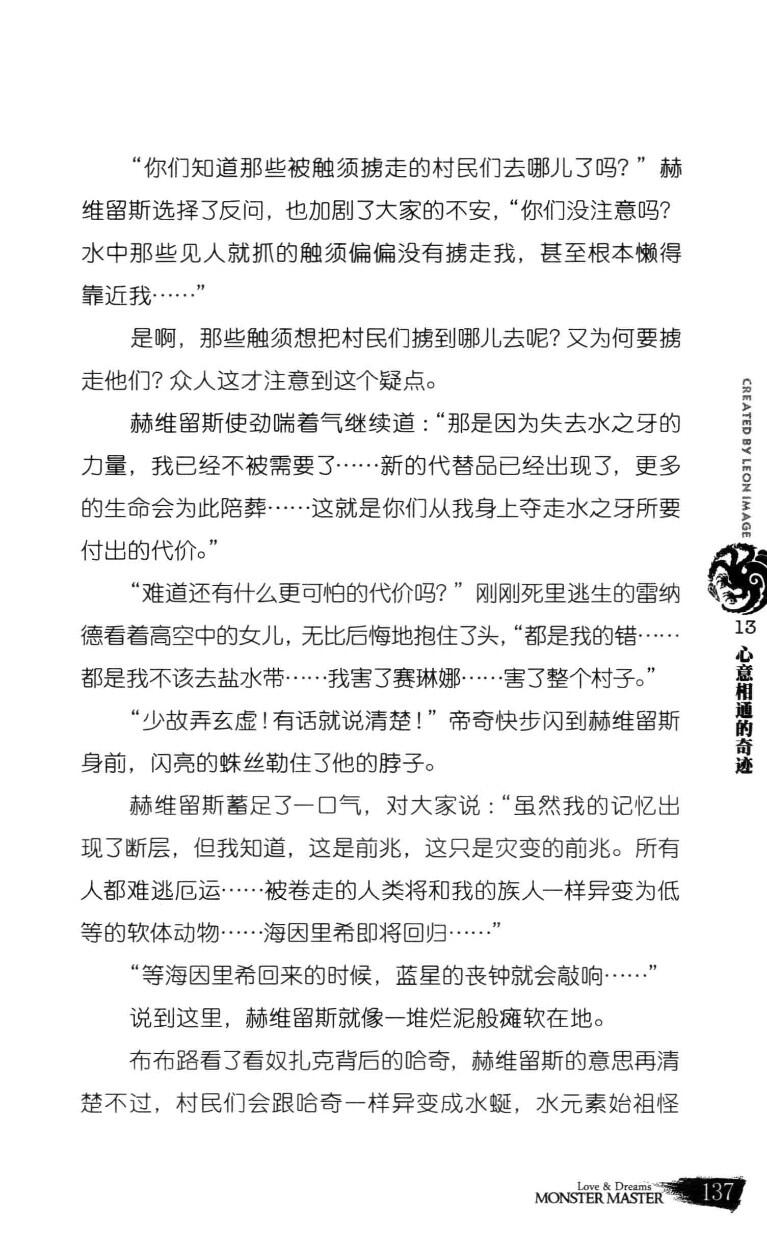 “你们知道那些被触须掳走的村民们去哪儿了吗？”赫
维留斯选择了反问，也加剧了大家的不安，“你们没注意吗？
水中那些见人就抓的触须偏偏没有掳走我，甚至根本懒得
靠近我……”
是啊，那些触须想把村民们掳到哪儿去呢？又为何要掳
走他们？众人这才注意到这个疑点。
赫维留斯使劲喘着气继续道：“那是因为失去水之牙的
力量，我已经不被需要了……新的代替品已经出现了，更多
的生命会为此陪葬……这就是你们从我身上夺走水之牙所要
付出的代价。”
“难道还有什么更可怕的代价吗？”刚刚死里逃生的雷纳
德看着高空中的女儿，无比后悔地抱住了头，“都是我的错……
都是我不该去盐水带……我害了赛琳娜……害了整个村子。”
“少故弄玄虚！有话就说清楚！”帝奇快步闪到赫维留斯
身前，闪亮的蛛丝勒住了他的脖子。
赫维留斯蓄足了一口气，对大家说：“虽然我的记忆出
现了断层，但我知道，这是前兆，这只是灾变的前兆。所有
人都难逃厄运……被卷走的人类将和我的族人一样异变为低
等的软体动物……海因里希即将回归……”
“等海因里希回来的时候，蓝星的丧钟就会敲响……”
说到这里，赫维留斯就像一堆烂泥般瘫软在地。
布布路看了看奴扎克背后的哈奇，赫维留斯的意思再清
楚不过，村民们会跟哈奇一样异变成水蜒，水元素始祖怪
CREATED BY LEON IMAGE
13
心意相通的奇迹
Love & Dreams
MONSTER MASTER
137